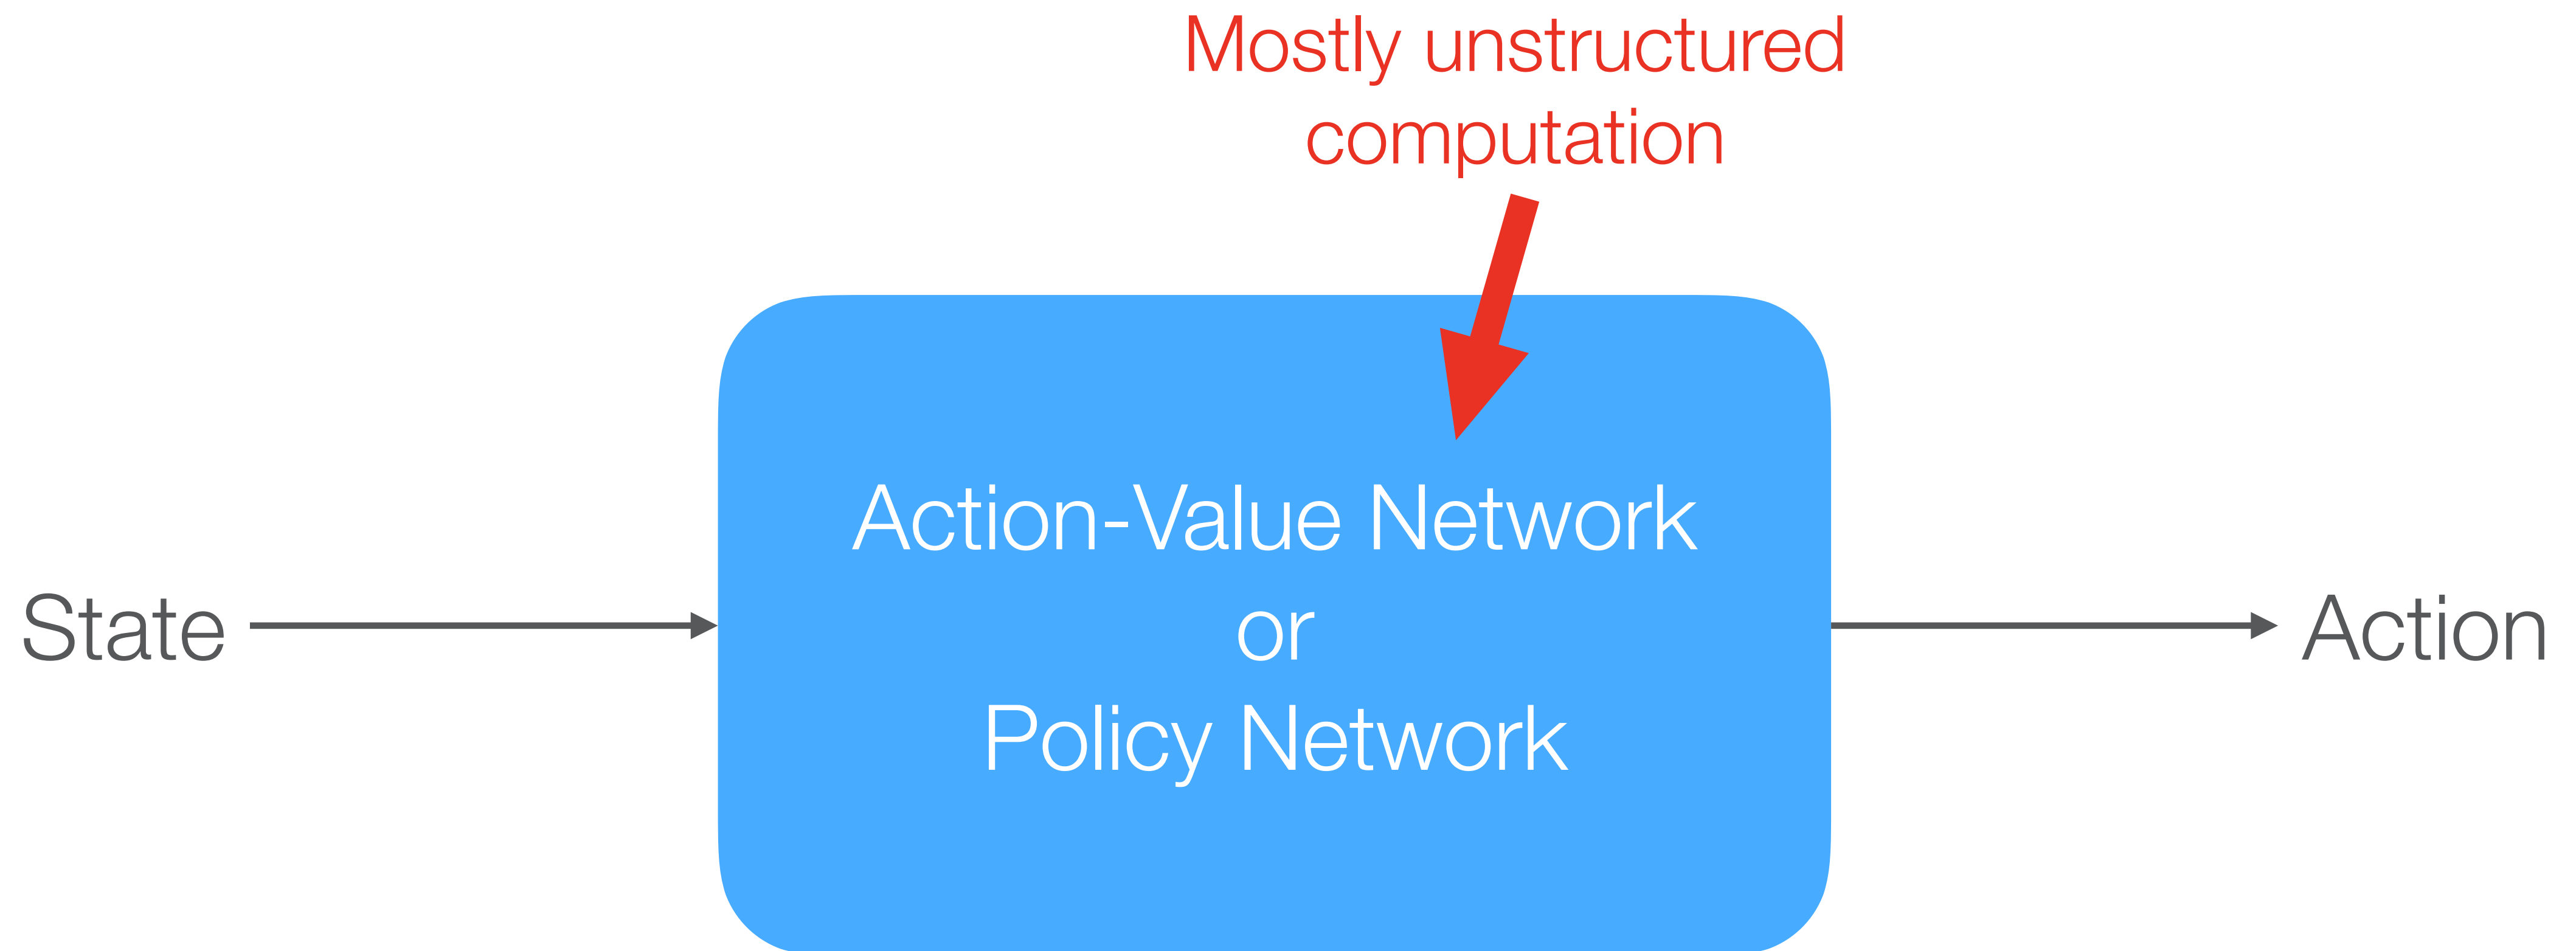 Mostly unstructured
computation
Action-Value Network
or
Policy Network
State
Action